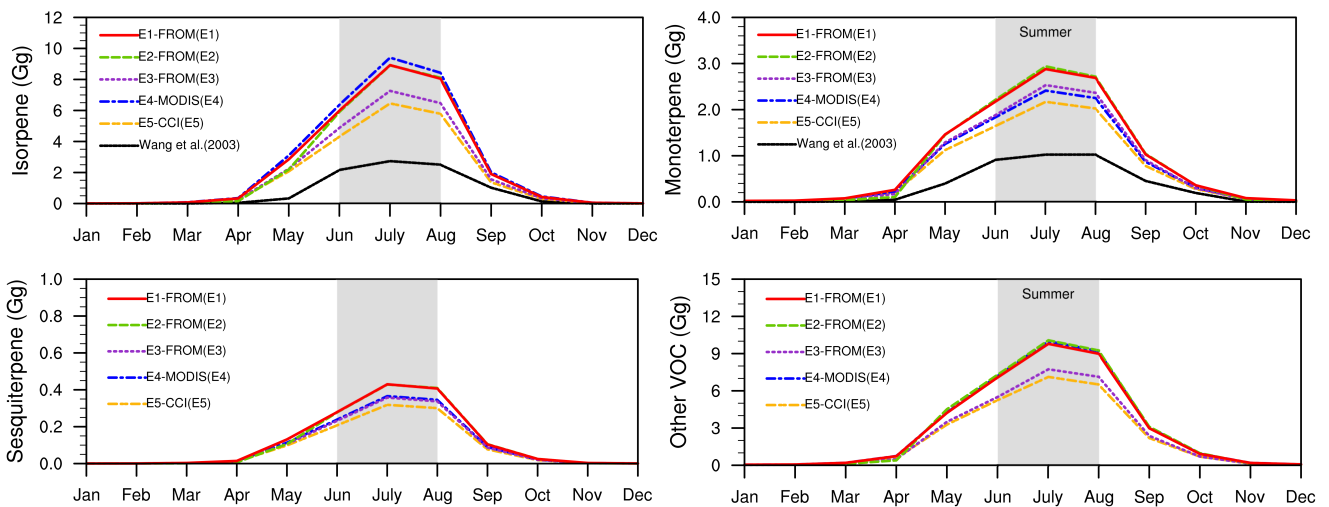 Isorpene (Gg)
12
10
8
6
4
2
0
E1-FROM(E1)
E2-FROM(E2)
E3-FROM(E3)
E4-MODIS(E4)
E5-CCI(E5)
Wang et al.(2003)
Jan Feb Mar Apr May Jun July Aug Sep Oct Nov Dec
Monoterpene (Gg)
4.0
3.0
2.0
1.0
0.0
Summer
E1-FROM(E1)
E2-FROM(E2)
E3-FROM(E3)
E4-MODIS(E4)
E5-CCI(E5)
Wang et al.(2003)
Jan Feb Mar Apr May Jun July Aug Sep Oct Nov Dec
Sesquiterpene (Gg)
1.0
0.8
0.6
0.4
0.2
0.0
E1-FROM(E1)
E2-FROM(E2)
E3-FROM(E3)
E4-MODIS(E4)
E5-CCI(E5)
Jan Feb Mar Apr May Jun July Aug Sep Oct Nov Dec
Other VOC (Gg)
15
12
9
6
3
0
Summer
E1-FROM(E1)
E2-FROM(E2)
E3-FROM(E3)
E4-MODIS(E4)
E5-CCI(E5)
Jan Feb Mar Apr May Jun July Aug Sep Oct Nov Dec